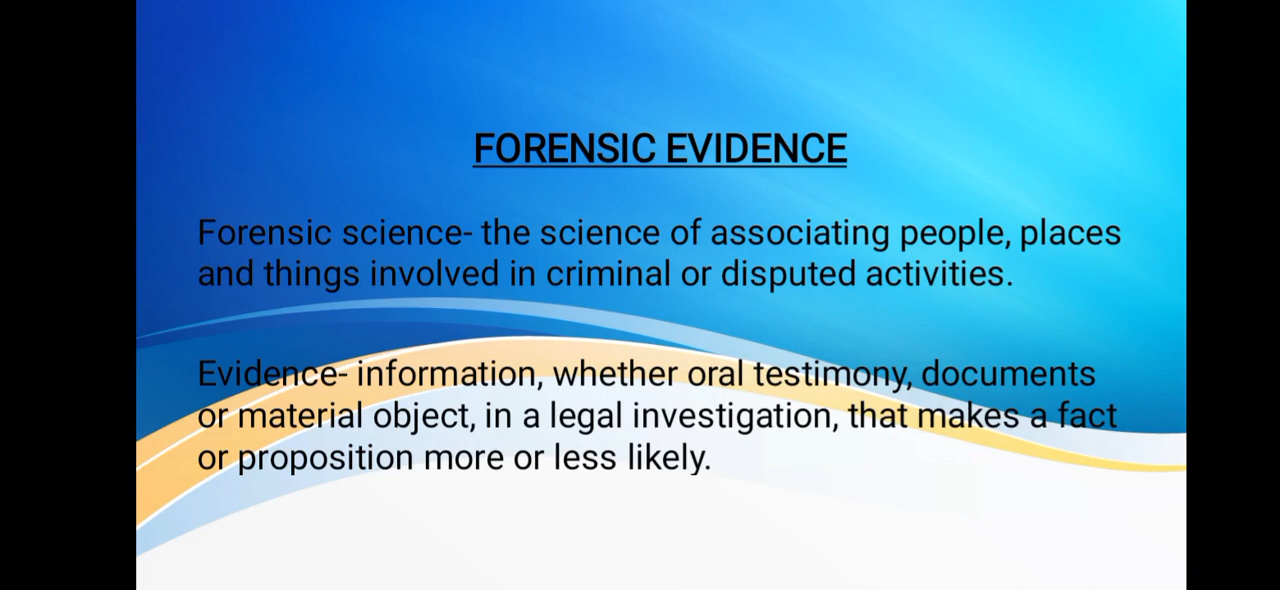 FORENSIC EVIDENCE
Forensic science- the science of associating people, places
and things involved in criminal or disputed activities.
Evidence- information, whether oral testimony, documents
or material object, in a legal investigation, that makes a fact
or proposition more or less likely.